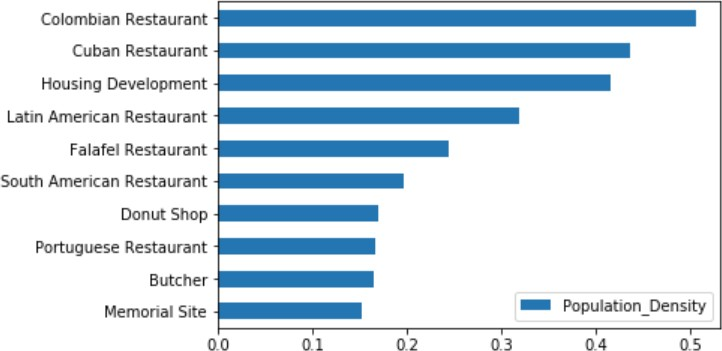 Colombian Restaurant
Cuban Restaurant
Housing Development
Latin American Restaurant
Falafel Restaurant
South American Restaurant
Donut Shop
Portuguese Restaurant
Butcher
Memorial Site
Population_Density
0.0 0.1 0.2 0.3 0.4 0.5